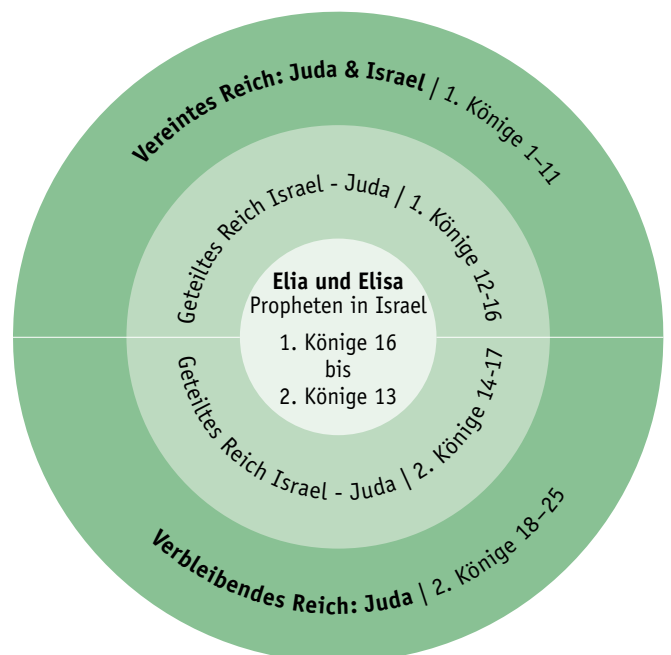 Vereintes Reich: Juda & Israel | 1. Könige 1–11
Geteiltes Reich Israel - Juda | 1. Könige 12-16
Elia und Elisa
Propheten in Israel
1. Könige 16
bis
2. Könige 13
Geteiltes Reich Israel - Juda | 2. Könige 14-17
Verbleibendes Reich: Juda | 2. Könige 18–25